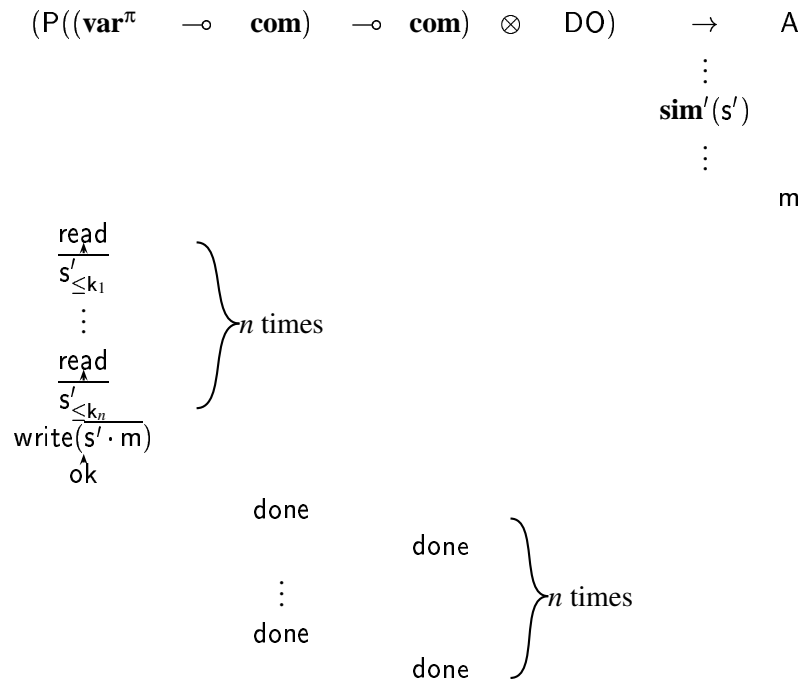 (P((var^π ⊸ com) ⊸ com) ⊗ DO) → A
⋮
sim′(s′)
⋮
m
read
s′≤k₁
⋮
n times
read
s′≤kₙ
write(s′ · m)
ok
done
done
⋮
n times
done
done